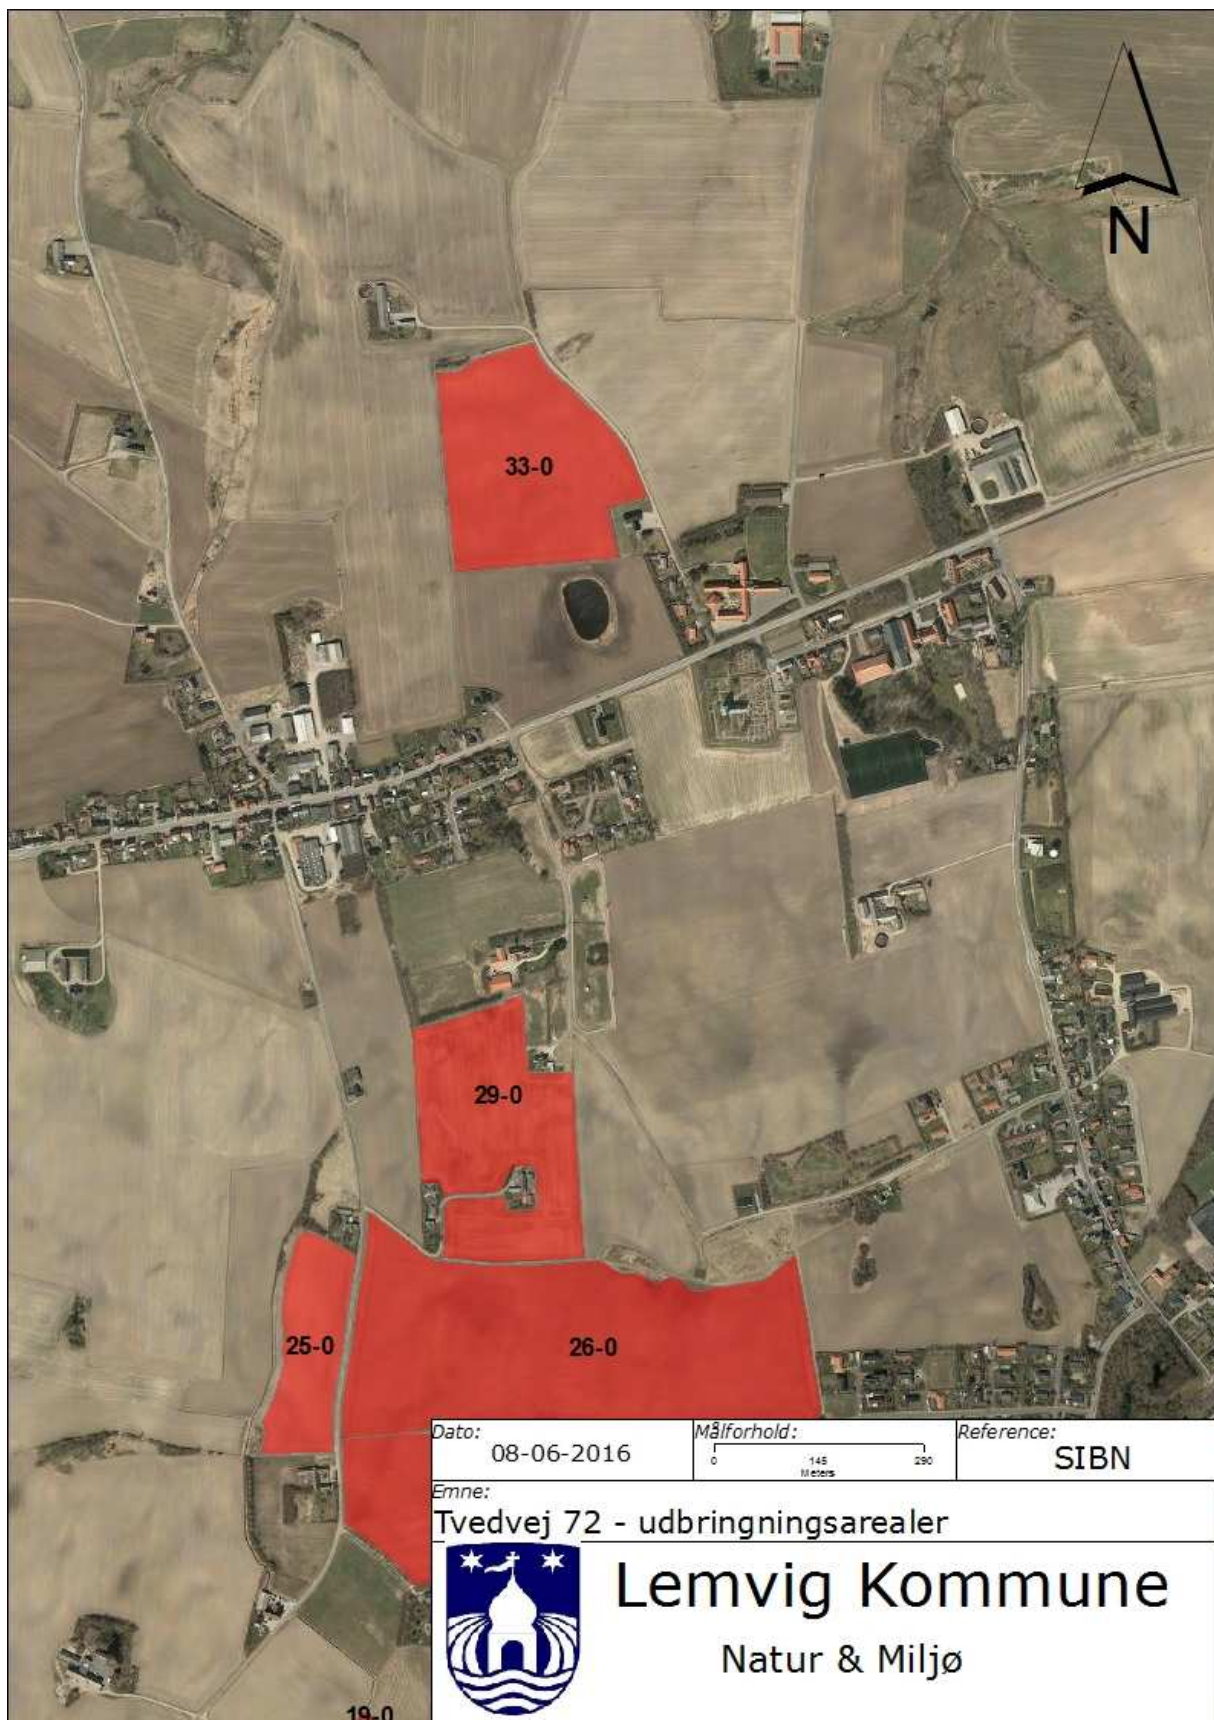 N
33-0
29-0
25-0
26-0
Dato:
08-06-2016
Målforhold:
0 145 290
Meters
Reference:
SIBN
Emne:
Tvedvej 72 - udbringningsarealer
Lemvig Kommune
Natur & Miljø
19-0